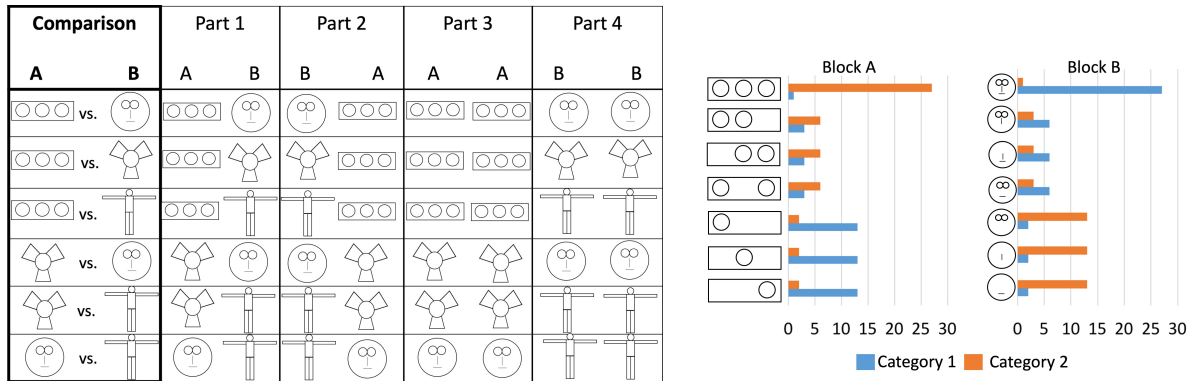 Comparison Part 1 Part 2 Part 3 Part 4
A B A B B A A A B B
vs.
vs.
vs.
vs.
vs.
vs.
Block A
0 5 10 15 20 25 30
Block B
0 5 10 15 20 25 30
Category 1 Category 2